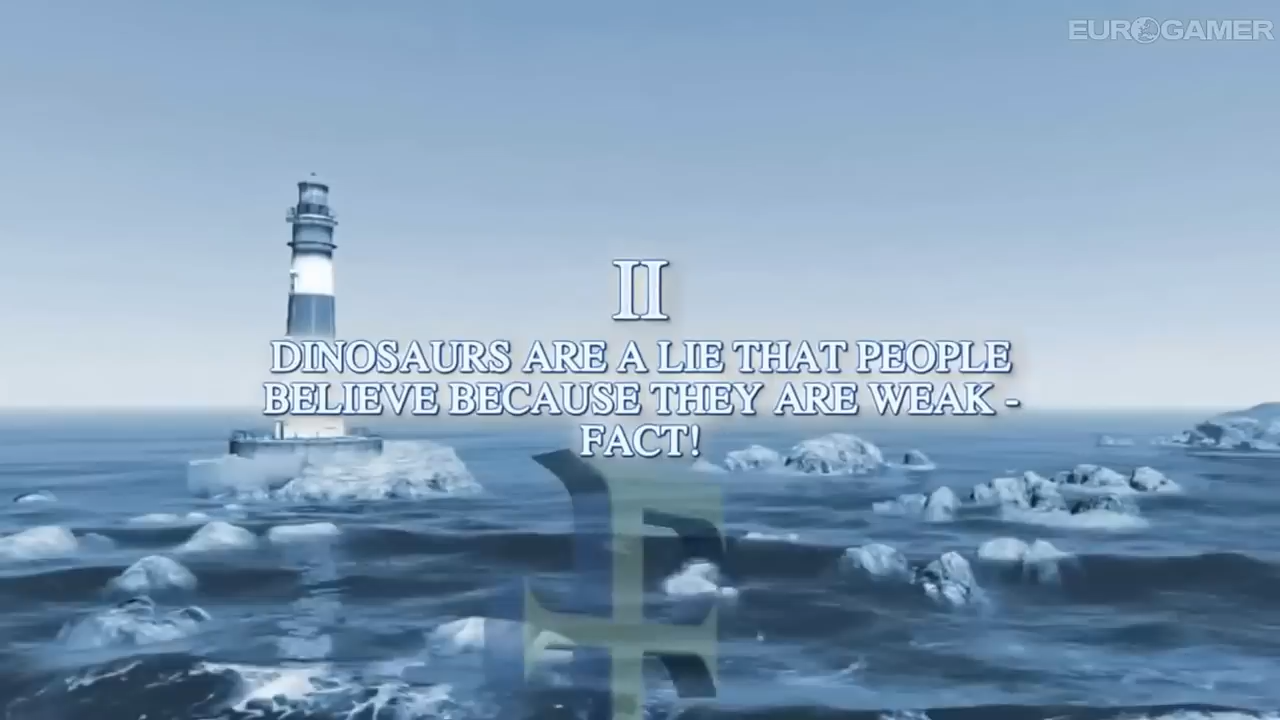 EUROGAMER
II
DINOSAURS ARE A LIE THAT PEOPLE
BELIEVE BECAUSE THEY ARE WEAK -
FACT!